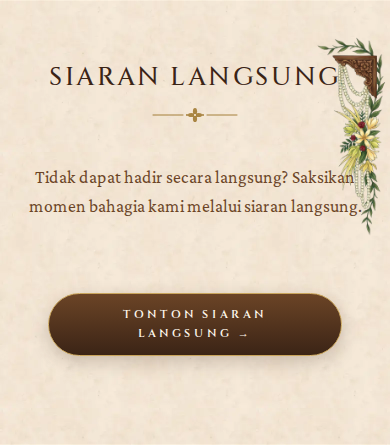 SIARAN LANGSUNG
Tidak dapat hadir secara langsung? Saksikan
momen bahagia kami melalui siaran langsung.
TONTON SIARAN
LANGSUNG →